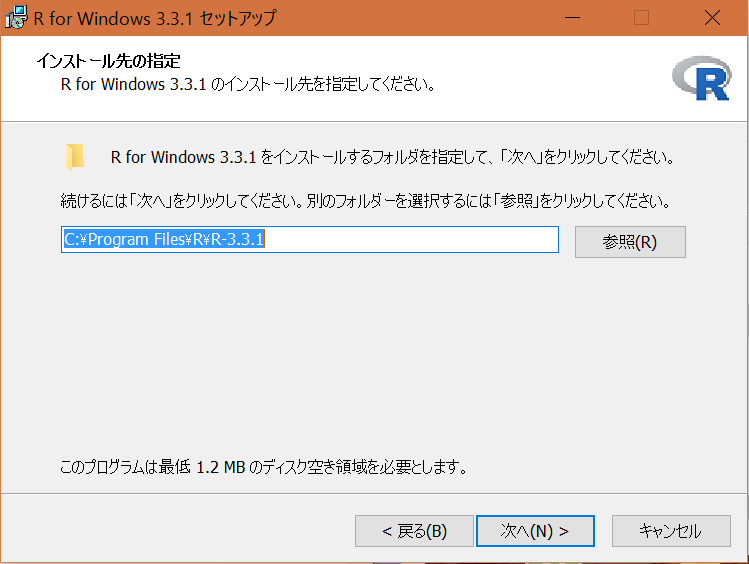 R for Windows 3.3.1 セットアップ
インストール先の指定
R for Windows 3.3.1 のインストール先を指定してください。
R
R for Windows 3.3.1 をインストールするフォルダを指定して、「次へ」をクリックしてください。
続けるには「次へ」をクリックしてください。別のフォルダーを選択するには「参照」をクリックしてください。
C:¥Program Files¥R¥R-3.3.1
参照(R)
このプログラムは最低 1.2 MB のディスク空き領域を必要とします。
< 戻る(B)
次へ(N) >
キャンセル